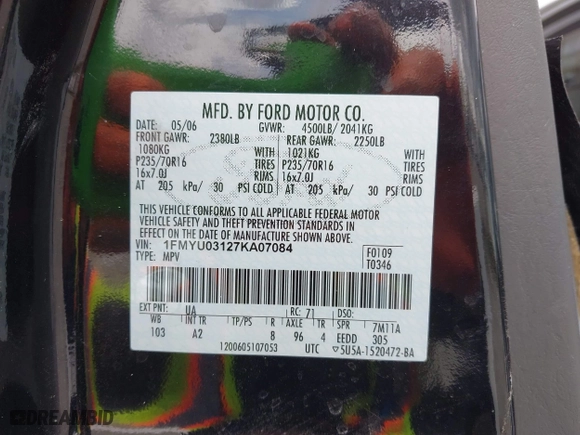 MFD. BY FORD MOTOR CO.
DATE: 05/06 GVWR: 4500LB/ 2041KG
FRONT GAWR: 2380LB REAR GAWR: 2250LB
1080KG WITH 1021KG WITH
P235/70R16 TIRES P235/70R16 TIRES
16x7.0J RIMS 16x7.0J RIMS
AT 205 kPa/ 30 PSI COLD AT 205 kPa/ 30 PSI COLD
THIS VEHICLE CONFORMS TO ALL APPLICABLE FEDERAL MOTOR
VEHICLE SAFETY AND THEFT PREVENTION STANDARDS IN
EFFECT ON THE DATE OF MANUFACTURE SHOWN ABOVE.
VIN: 1FMYU03127KA07084
TYPE: MPV
F0109
T0346
EXT PNT: UA RC: 71 DSO:
WB INT TR TP/PS R AXLE TR SPR 7M11A
103 A2 8 96 4 EEDD 305
1200605107053 UTC 5U5A-1520472-BA
DREAMBID